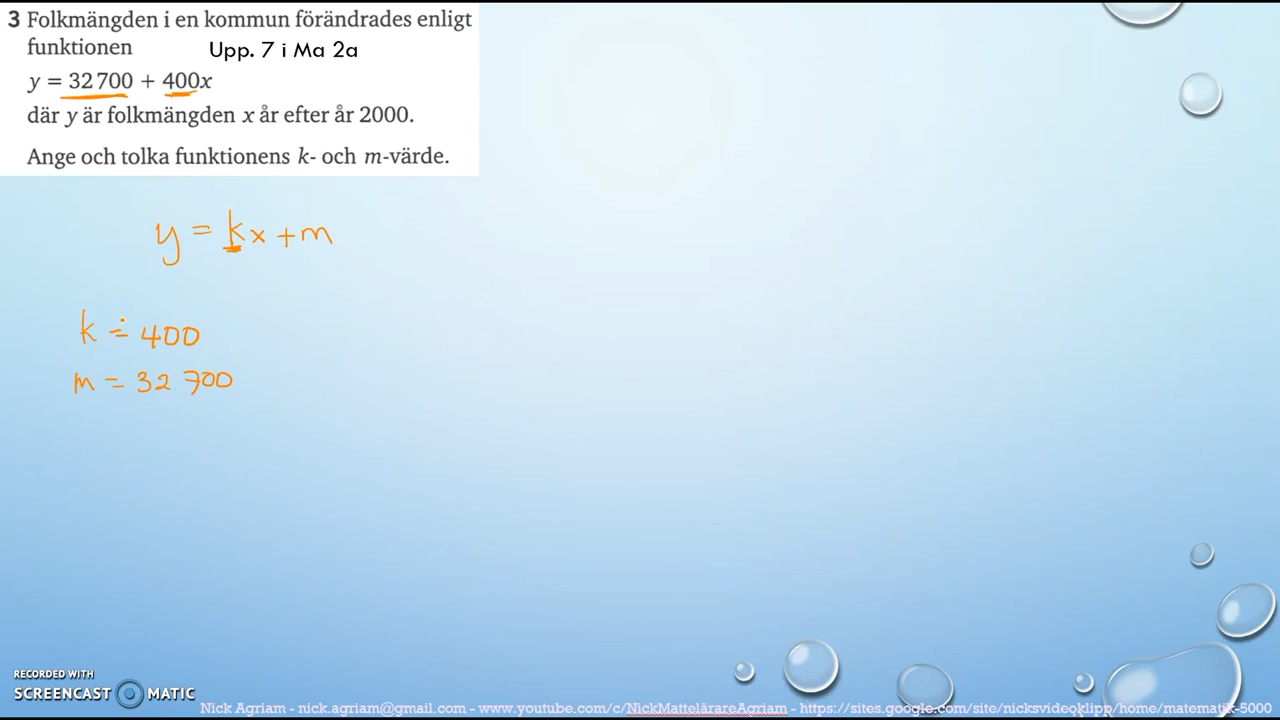 3 Folkmängden i en kommun förändrades enligt
funktionen
Upp. 7 i Ma 2a
y = 32 700 + 400x
där y är folkmängden x år efter år 2000.
Ange och tolka funktionens k- och m-värde.
y = kx + m
k = 400
m = 32 700
RECORDED WITH
SCREENCAST MATIC
Nick Agriam - nick.agriam@gmail.com - www.youtube.com/c/NickMattelärareAgriam - https://sites.google.com/site/nicksvideoklipp/home/matematik-5000